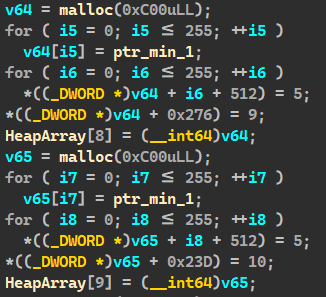 v64 = malloc(0xC00uLL);
for ( i5 = 0; i5 ≤ 255; ++i5 )
  v64[i5] = ptr_min_1;
for ( i6 = 0; i6 ≤ 255; ++i6 )
  *((_DWORD *)v64 + i6 + 512) = 5;
*((_DWORD *)v64 + 0x276) = 9;
HeapArray[8] = (__int64)v64;
v65 = malloc(0xC00uLL);
for ( i7 = 0; i7 ≤ 255; ++i7 )
  v65[i7] = ptr_min_1;
for ( i8 = 0; i8 ≤ 255; ++i8 )
  *((_DWORD *)v65 + i8 + 512) = 5;
*((_DWORD *)v65 + 0x23D) = 10;
HeapArray[9] = (__int64)v65;